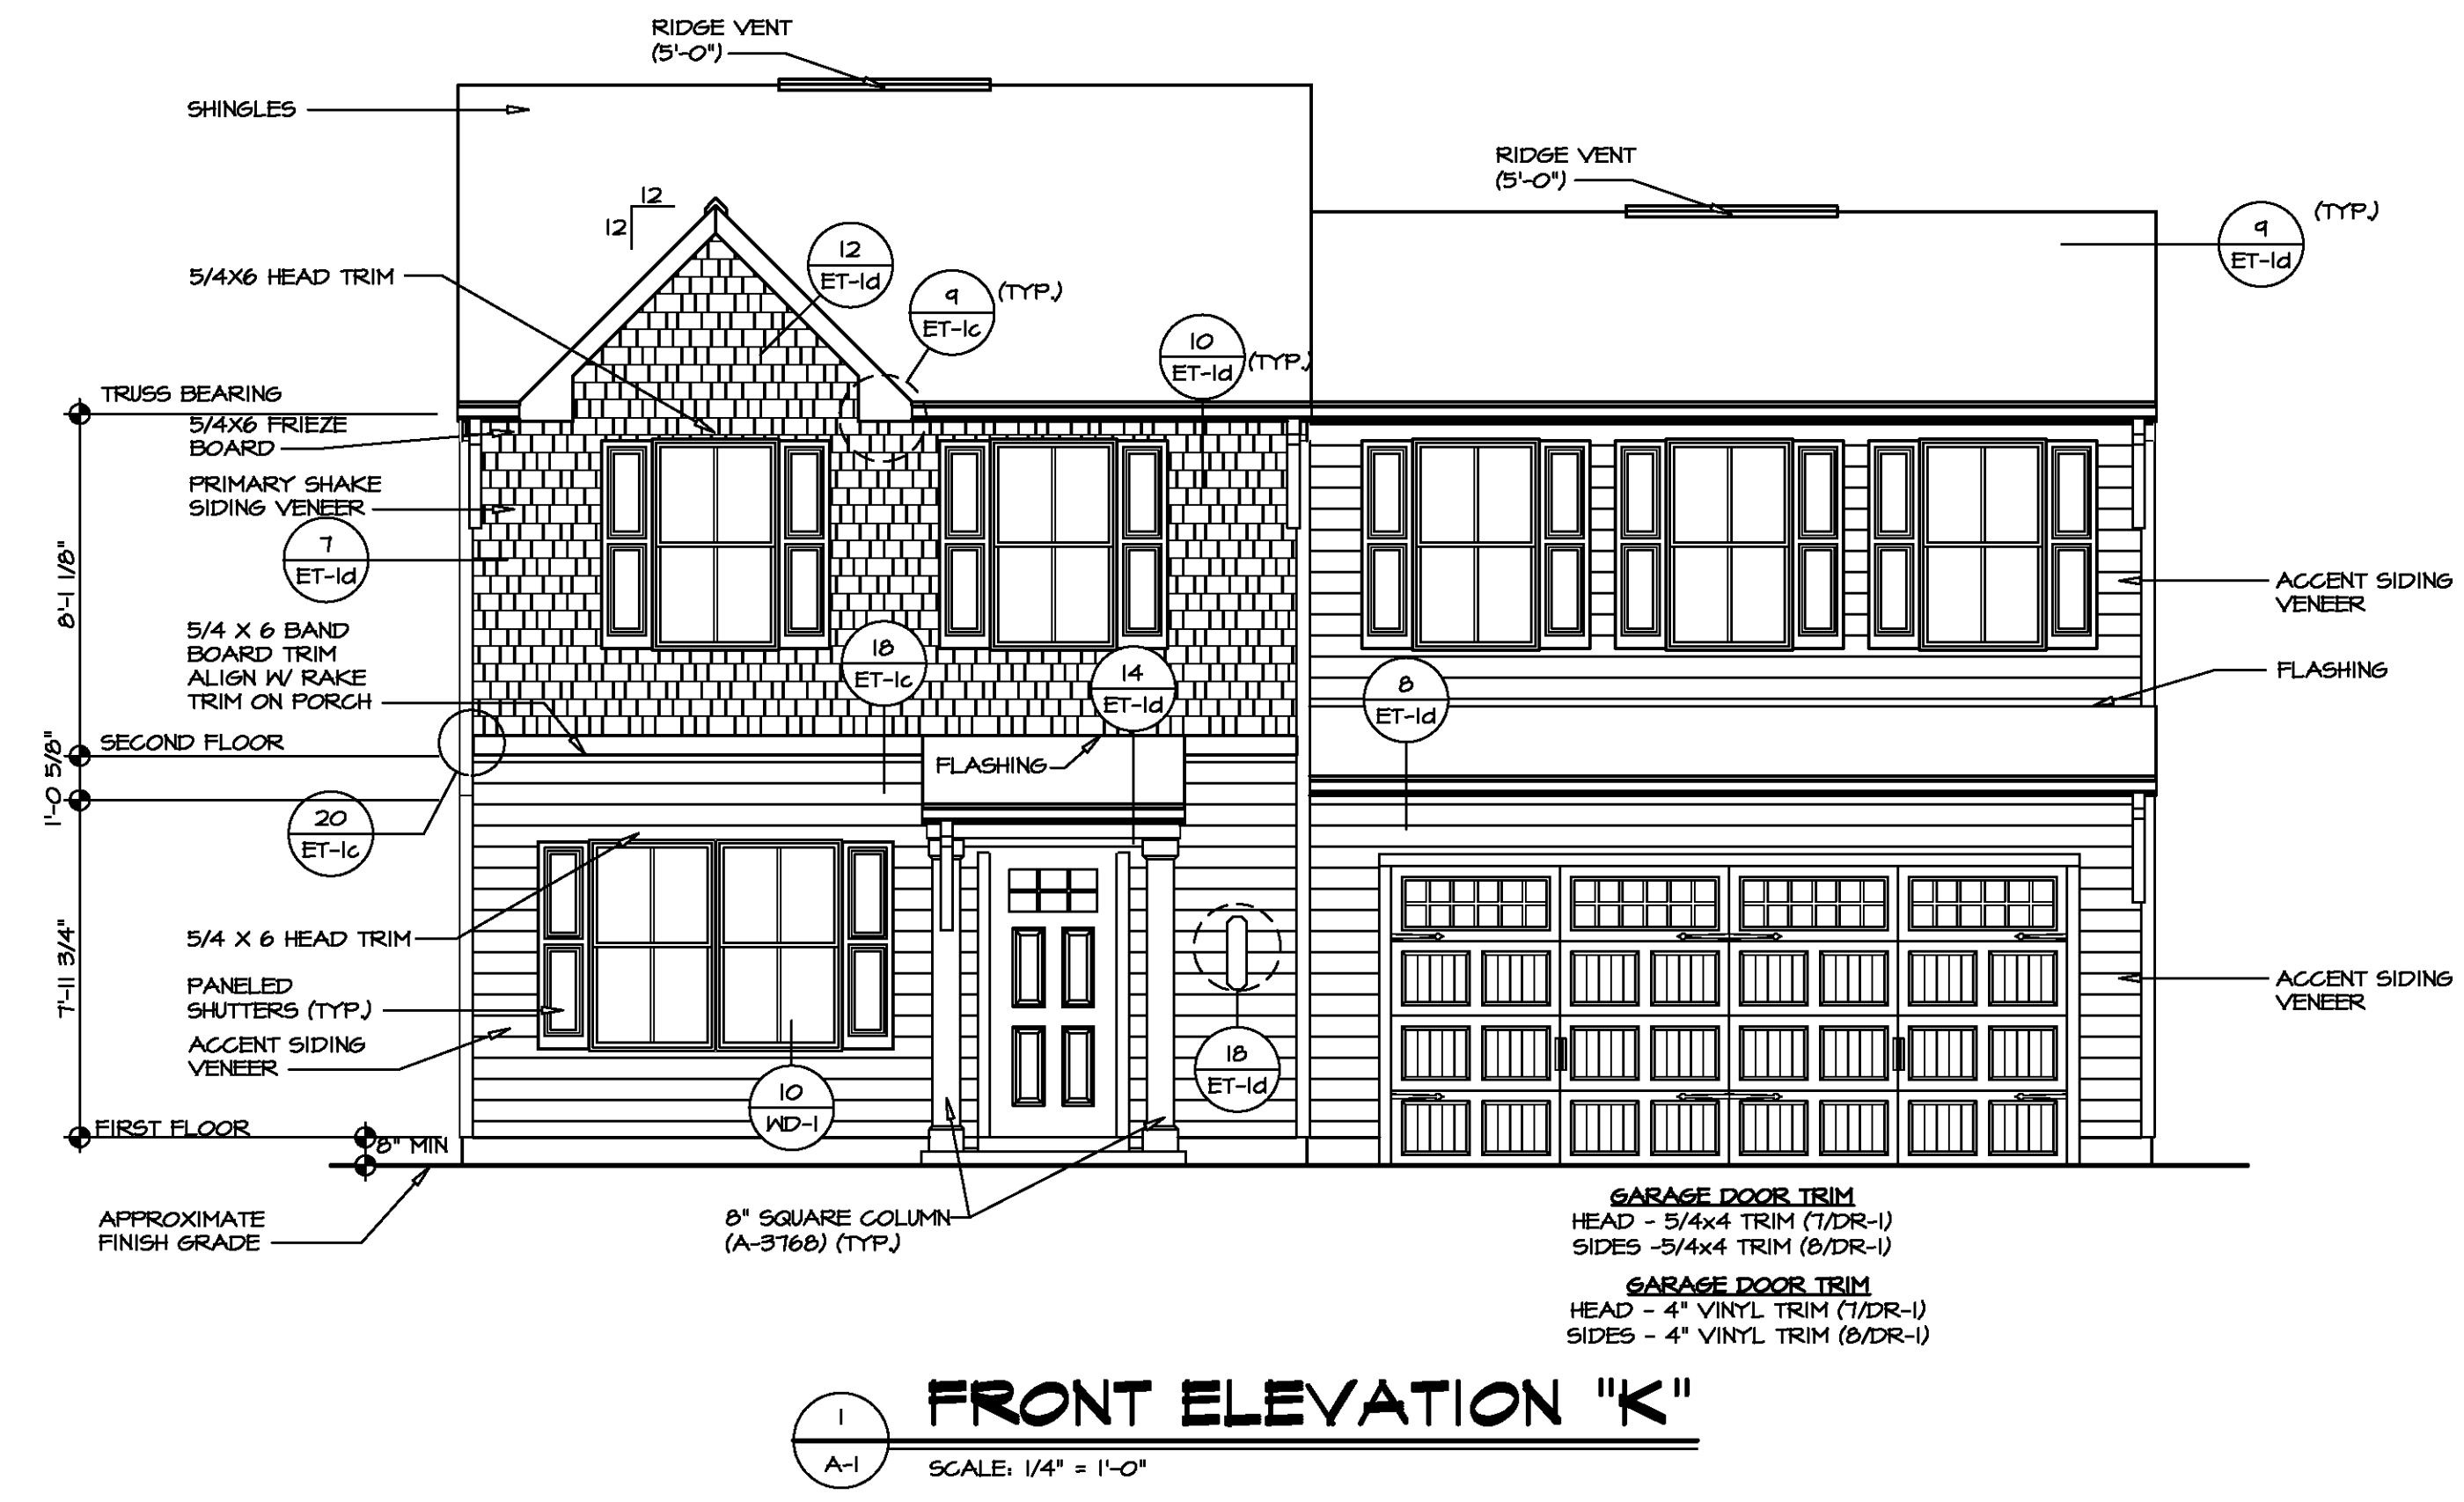 RIDGE VENT
(5'-0")
SHINGLES
RIDGE VENT
(5'-0")
12
12
9
ET-1d
(TYP.)
12
ET-1d
5/4X6 HEAD TRIM
9
ET-1c
(TYP.)
10
ET-1d
(TYP.)
TRUSS BEARING
5/4X6 FRIEZE
BOARD
PRIMARY SHAKE
SIDING VENEER
7
ET-1d
8'-1 1/8"
ACCENT SIDING
VENEER
5/4 X 6 BAND
BOARD TRIM
ALIGN W/ RAKE
TRIM ON PORCH
18
ET-1c
14
ET-1d
8
ET-1d
FLASHING
SECOND FLOOR
FLASHING
1'-0 5/8"
20
ET-1c
5/4 X 6 HEAD TRIM
7'-11 3/4"
PANELED
SHUTTERS (TYP.)
ACCENT SIDING
VENEER
ACCENT SIDING
VENEER
18
ET-1d
10
WD-1
FIRST FLOOR
8" MIN
APPROXIMATE
FINISH GRADE
8" SQUARE COLUMN
(A-3768) (TYP.)
GARAGE DOOR TRIM
HEAD - 5/4x4 TRIM (7/DR-1)
SIDES -5/4x4 TRIM (8/DR-1)
GARAGE DOOR TRIM
HEAD - 4" VINYL TRIM (7/DR-1)
SIDES - 4" VINYL TRIM (8/DR-1)
1
A-1
FRONT ELEVATION "K"
SCALE: 1/4" = 1'-0"